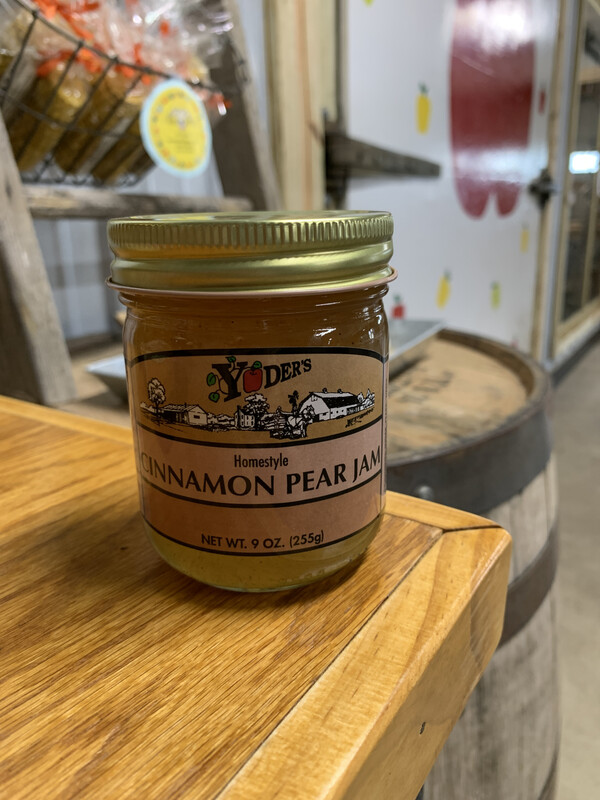 YODER'S
Homestyle
CINNAMON PEAR JAM
NET WT. 9 OZ. (255g)